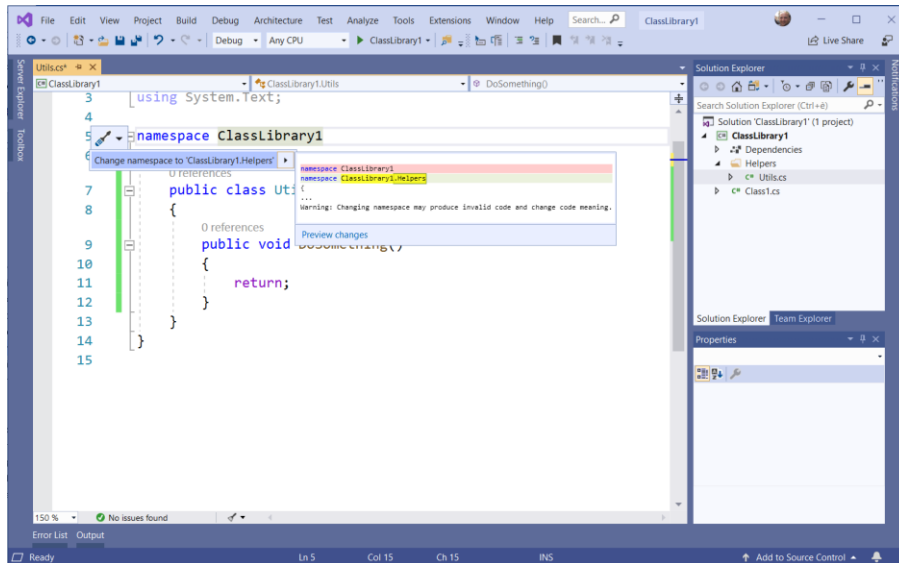 File Edit View Project Build Debug Architecture Test Analyze Tools Extensions Window Help Search... ClassLibrary1
Debug Any CPU ClassLibrary1 Live Share
Server Explorer
Toolbox
Notifications
Utils.cs*
ClassLibrary1 ClassLibrary1.Utils DoSomething()
3 using System.Text;
4
5 namespace ClassLibrary1
6
Change namespace to 'ClassLibrary1.Helpers'
namespace ClassLibrary1
namespace ClassLibrary1.Helpers
{
...
Warning: Changing namespace may produce invalid code and change code meaning.
Preview changes
0 references
7 public class Uti
8 {
0 references
9 public void DoSomething()
10 {
11 return;
12 }
13 }
14 }
15
150 % No issues found
Error List Output
Ready Ln 5 Col 15 Ch 15 INS Add to Source Control
Solution Explorer
Search Solution Explorer (Ctrl+ë)
Solution 'ClassLibrary1' (1 project)
ClassLibrary1
Dependencies
Helpers
C# Utils.cs
C# Class1.cs
Solution Explorer Team Explorer
Properties